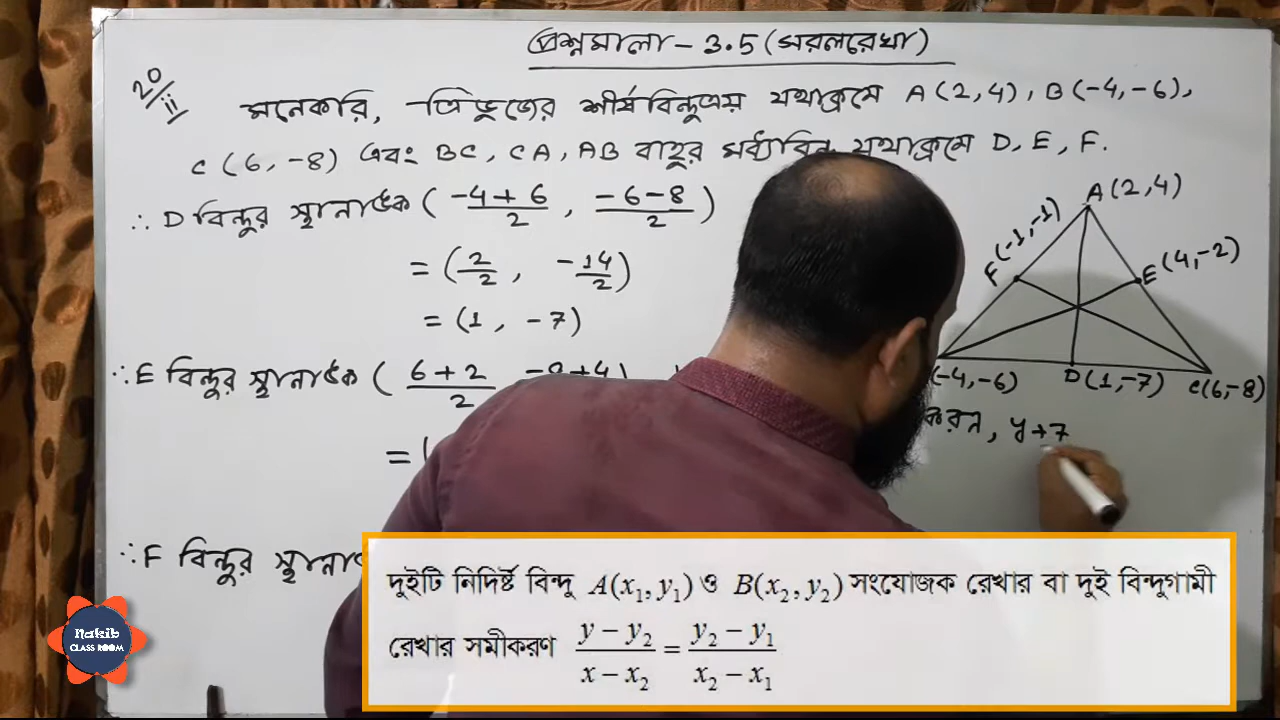 প্রশ্নমালা - 3.5 (সরলরেখা)
20/ii
মনেকরি, ত্রিভুজের শীর্ষবিন্দুত্রয় যথাক্রমে A(2,4), B(-4,-6),
C(6,-8) এবং BC, CA, AB বাহুর মধ্যবিন্দু যথাক্রমে D, E, F.
∴ D বিন্দুর স্থানাঙ্ক ( (-4+6)/2 , (-6-8)/2 )
= ( 2/2 , -14/2 )
= (1, -7)
∴ E বিন্দুর স্থানাঙ্ক ( (6+2)/2
= (
∴ F বিন্দুর
A(2,4)
F(-1,-1)
E(4,-2)
(-4,-6)
D(1,-7)
C(6,-8)
করন, y+7
দুইটি নির্দিষ্ট বিন্দু A(x₁, y₁) ও B(x₂, y₂) সংযোজক রেখার বা দুই বিন্দুগামী
রেখার সমীকরণ (y - y₂)/(x - x₂) = (y₂ - y₁)/(x₂ - x₁)
Nakib
CLASS ROOM